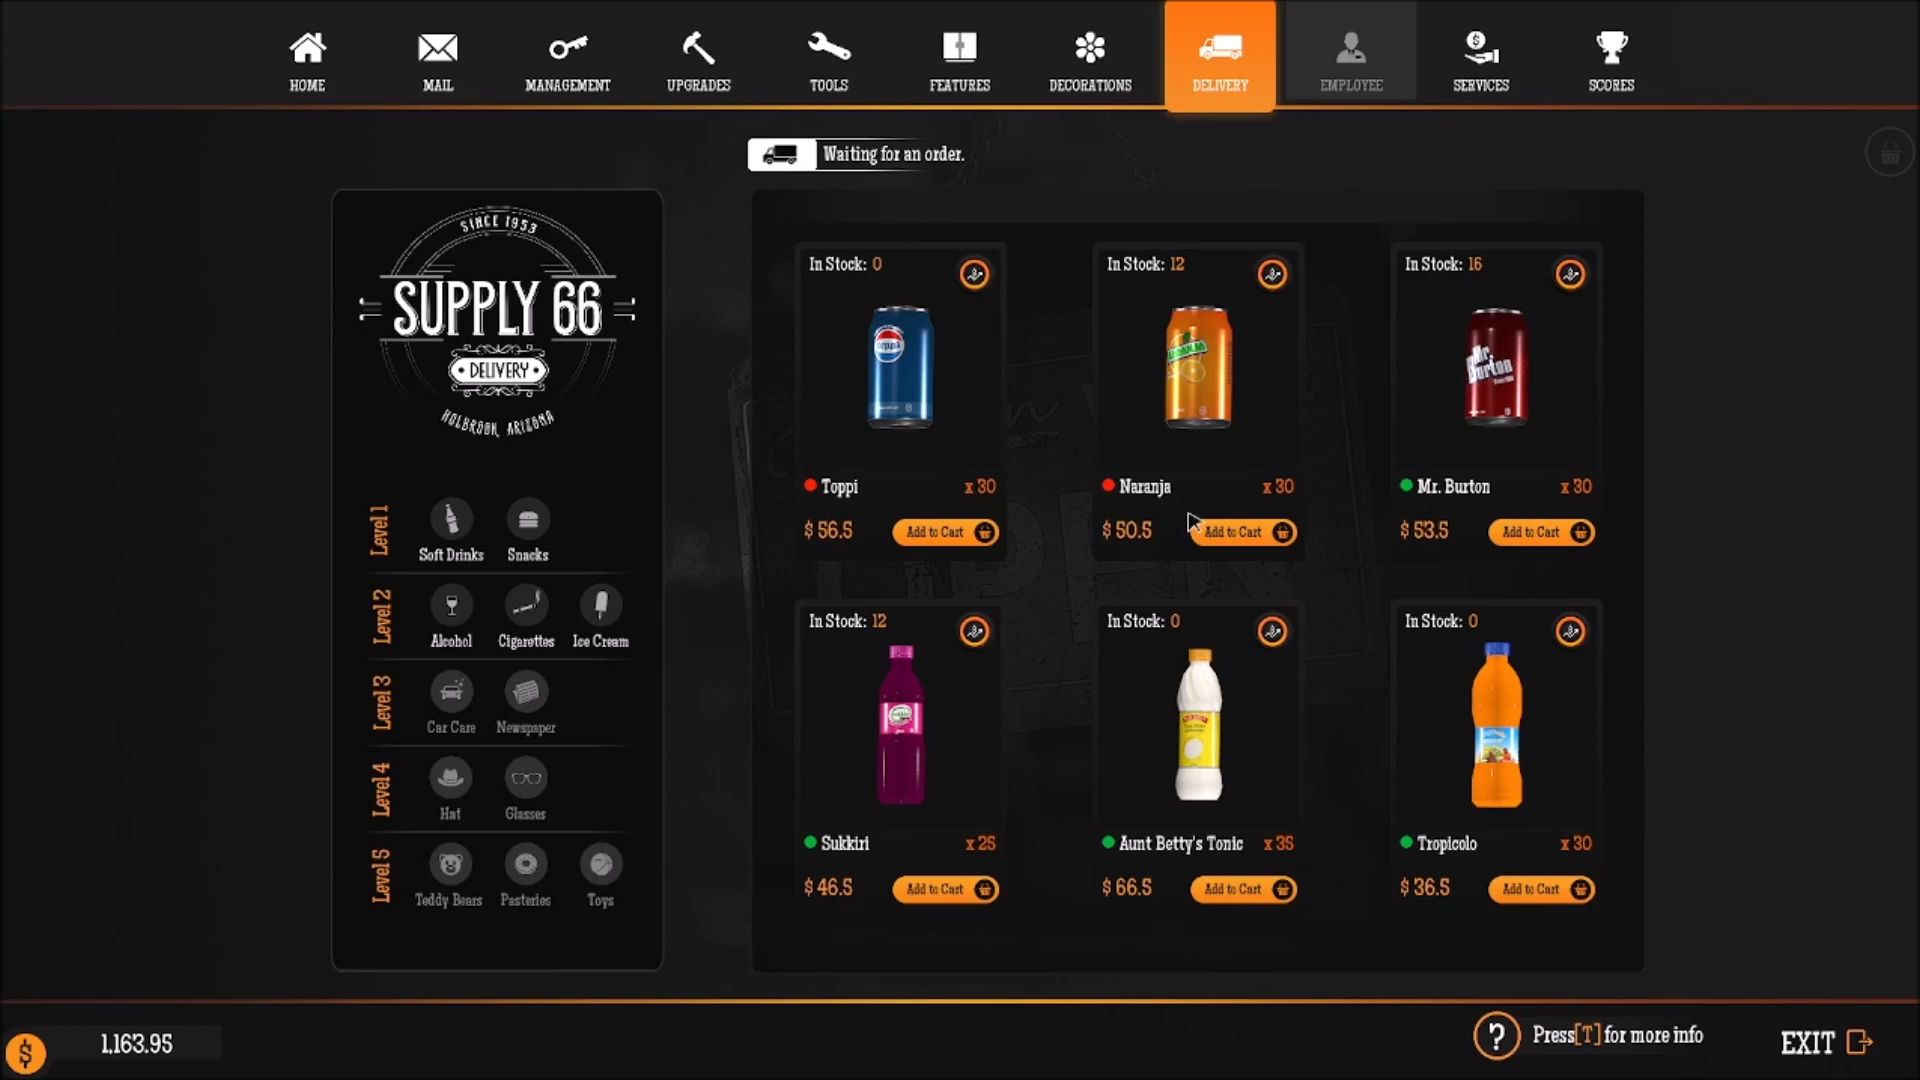 HOME
MAIL
MANAGEMENT
UPGRADES
TOOLS
FEATURES
DECORATIONS
DELIVERY
EMPLOYEE
SERVICES
SCORES
Waiting for an order.
SINCE 1953
SUPPLY 66
• DELIVERY •
HOLBROOK, ARIZONA
Level 1
Soft Drinks
Snacks
Level 2
Alcohol
Cigarettes
Ice Cream
Level 3
Car Care
Newspaper
Level 4
Hat
Glasses
Level 5
Teddy Bears
Pasteries
Toys
In Stock: 0
Toppi x 30
$ 56.5 Add to Cart
In Stock: 12
Naranja x 30
$ 50.5 Add to Cart
In Stock: 16
Mr. Burton
Mr. Burton x 30
$ 53.5 Add to Cart
In Stock: 12
Sukkiri x 25
$ 46.5 Add to Cart
In Stock: 0
Aunt Betty's Tonic x 35
$ 66.5 Add to Cart
In Stock: 0
Tropicolo x 30
$ 36.5 Add to Cart
$ 1,163.95
? Press[T] for more info
EXIT